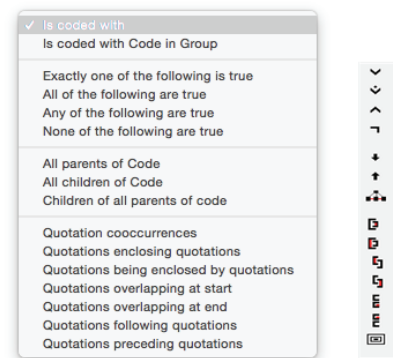 ✓ Is coded with
Is coded with Code in Group
Exactly one of the following is true
All of the following are true
Any of the following are true
None of the following are true
All parents of Code
All children of Code
Children of all parents of code
Quotation cooccurrences
Quotations enclosing quotations
Quotations being enclosed by quotations
Quotations overlapping at start
Quotations overlapping at end
Quotations following quotations
Quotations preceding quotations